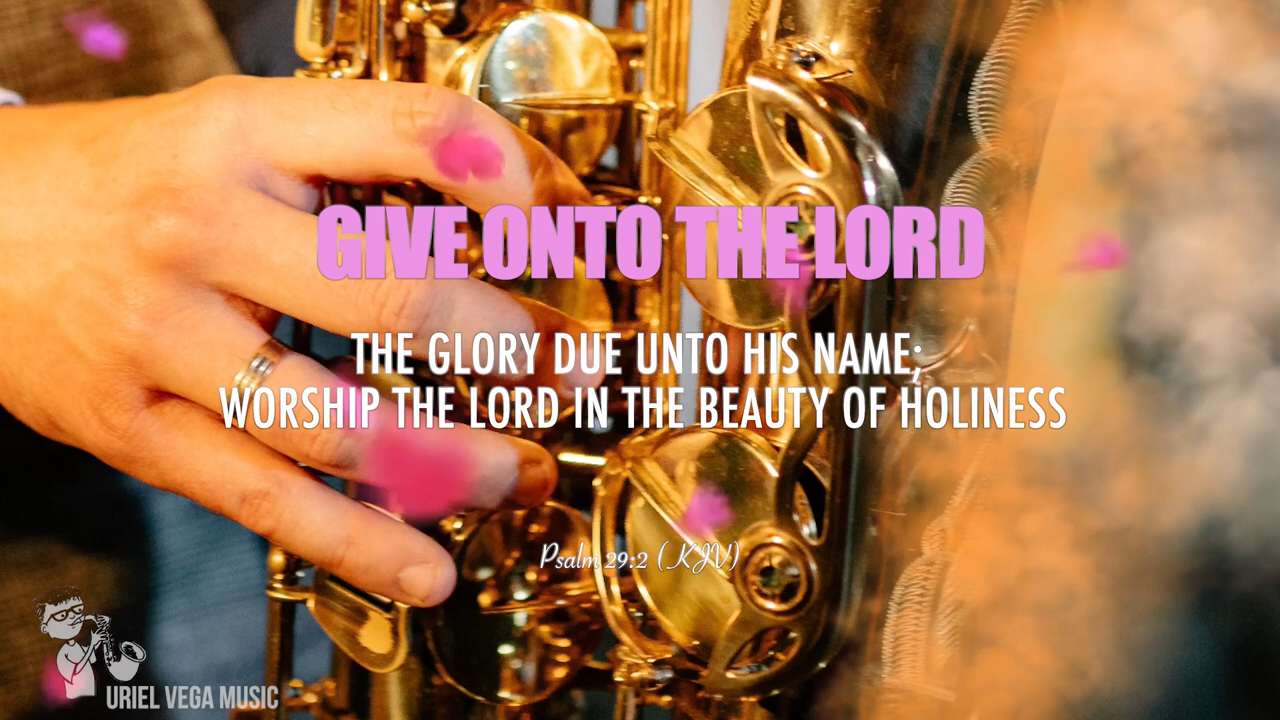 GIVE ONTO THE LORD
THE GLORY DUE UNTO HIS NAME;
WORSHIP THE LORD IN THE BEAUTY OF HOLINESS
Psalm 29:2 (KJV)
URIEL VEGA MUSIC